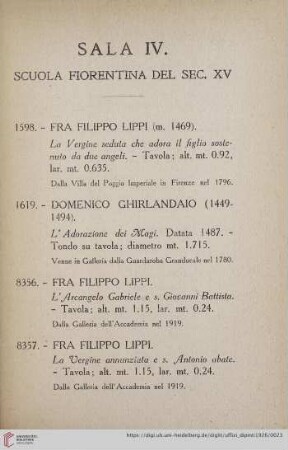 SALA IV.
SCUOLA FIORENTINA DEL SEC. XV
1598. - FRA FILIPPO LIPPI (m. 1469).
La Vergine seduta che adora il figlio soste-
nuto da due angeli. - Tavola; alt. mt. 0.92,
lar. mt. 0.635.
Dalla Villa del Poggio Imperiale in Firenze nel 1796.
1619. - DOMENICO GHIRLANDAIO (1449-
1494).
L'Adorazione dei Magi. Datata 1487. -
Tondo su tavola; diametro mt. 1.715.
Venne in Galleria dalla Guardaroba Granducale nel 1780.
8356. - FRA FILIPPO LIPPI.
L'Arcangelo Gabriele e s. Giovanni Battista.
- Tavola; alt. mt. 1.15, lar. mt. 0.24.
Dalla Galleria dell'Accademia nel 1919.
8357. - FRA FILIPPO LIPPI.
La Vergine annunziata e s. Antonio abate.
- Tavola; alt. mt. 1.15, lar. mt. 0.24.
Dalla Galleria dell'Accademia nel 1919.